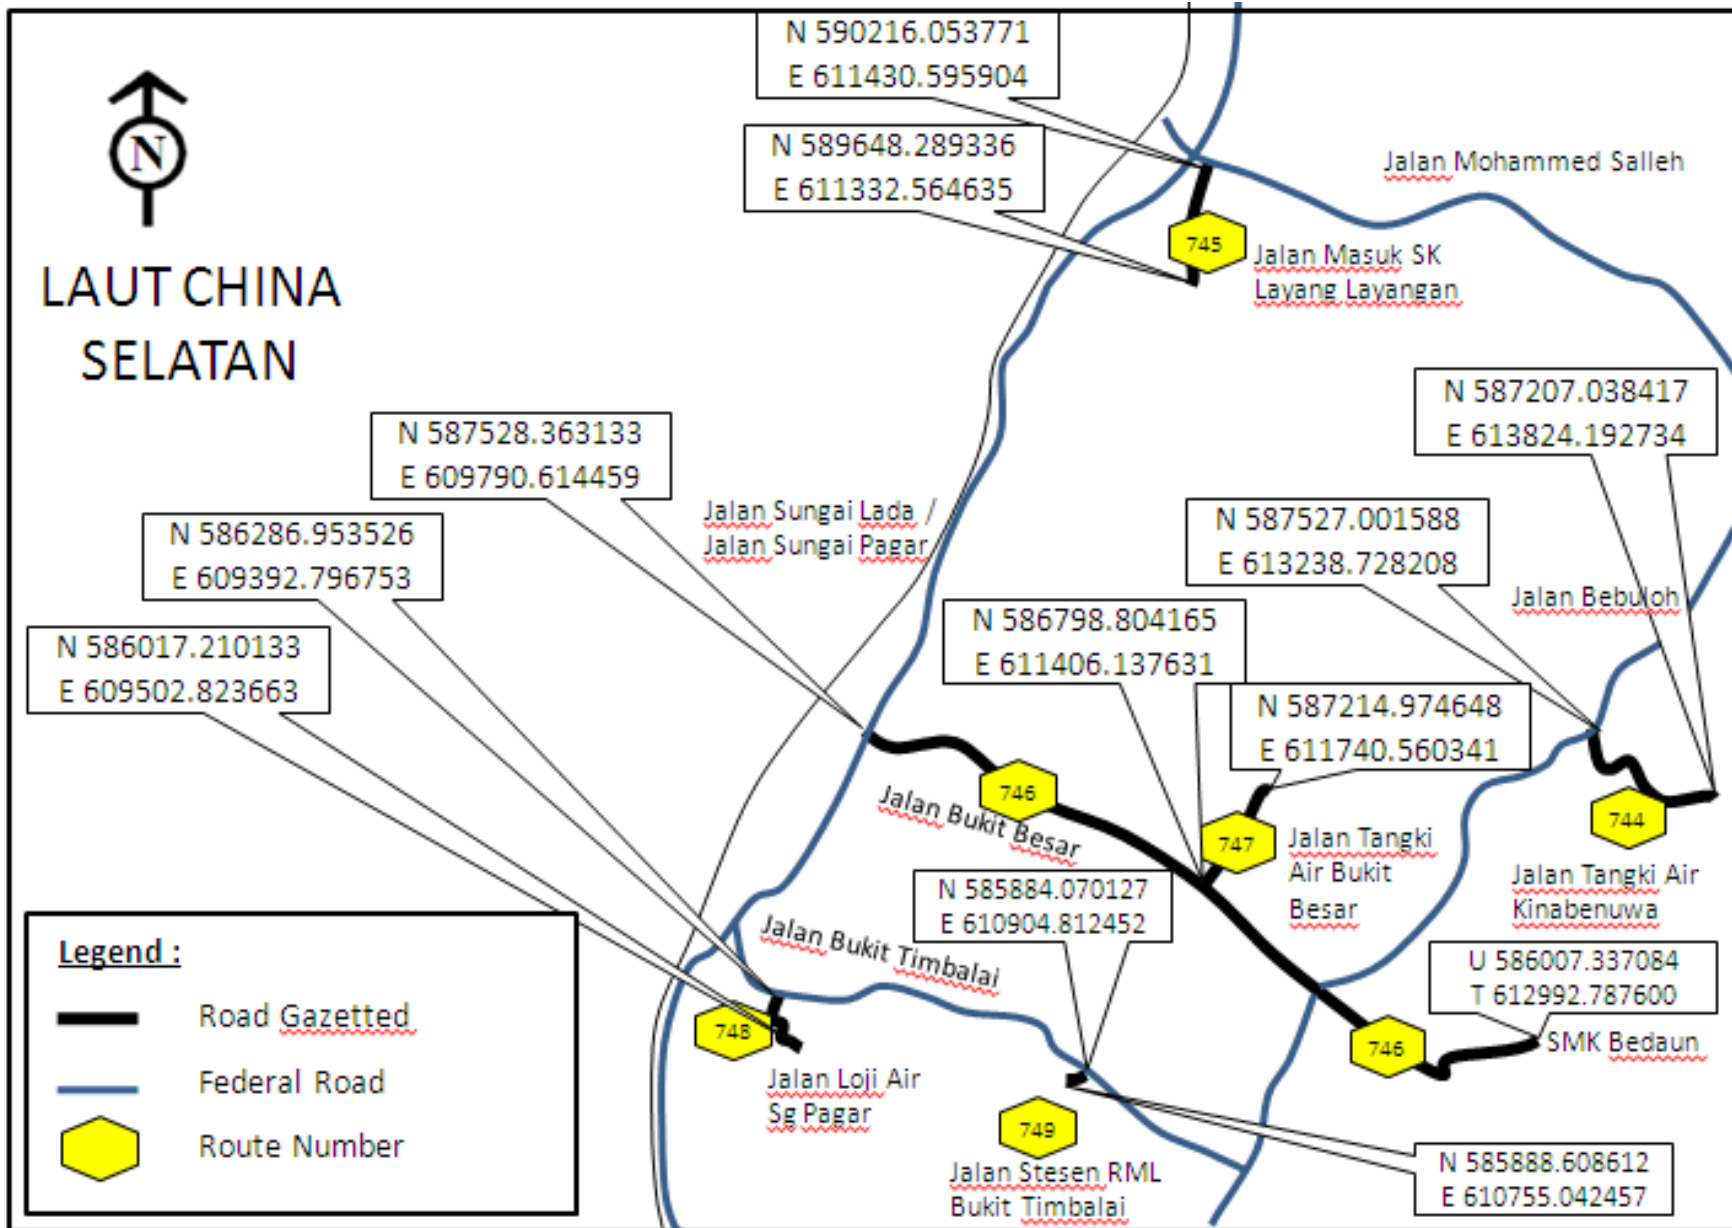 N 590216.053771
E 611430.595904
N
N 589648.289336
E 611332.564635
Jalan Mohammed Salleh
745
Jalan Masuk SK
Layang Layangan
LAUT CHINA
SELATAN
N 587207.038417
E 613824.192734
N 587528.363133
E 609790.614459
Jalan Sungai Lada /
Jalan Sungai Pagar
N 587527.001588
E 613238.728208
N 586286.953526
E 609392.796753
Jalan Bebuloh
N 586798.804165
E 611406.137631
N 586017.210133
E 609502.823663
N 587214.974648
E 611740.560341
746
Jalan Bukit Besar
747
Jalan Tangki
Air Bukit
Besar
744
Jalan Tangki Air
Kinabenuwa
N 585884.070127
E 610904.812452
Jalan Bukit Timbalai
U 586007.337084
T 612992.787600
SMK Bedaun
746
748
Jalan Loji Air
Sg Pagar
749
Jalan Stesen RML
Bukit Timbalai
N 585888.608612
E 610755.042457
Legend :
Road Gazetted
Federal Road
Route Number